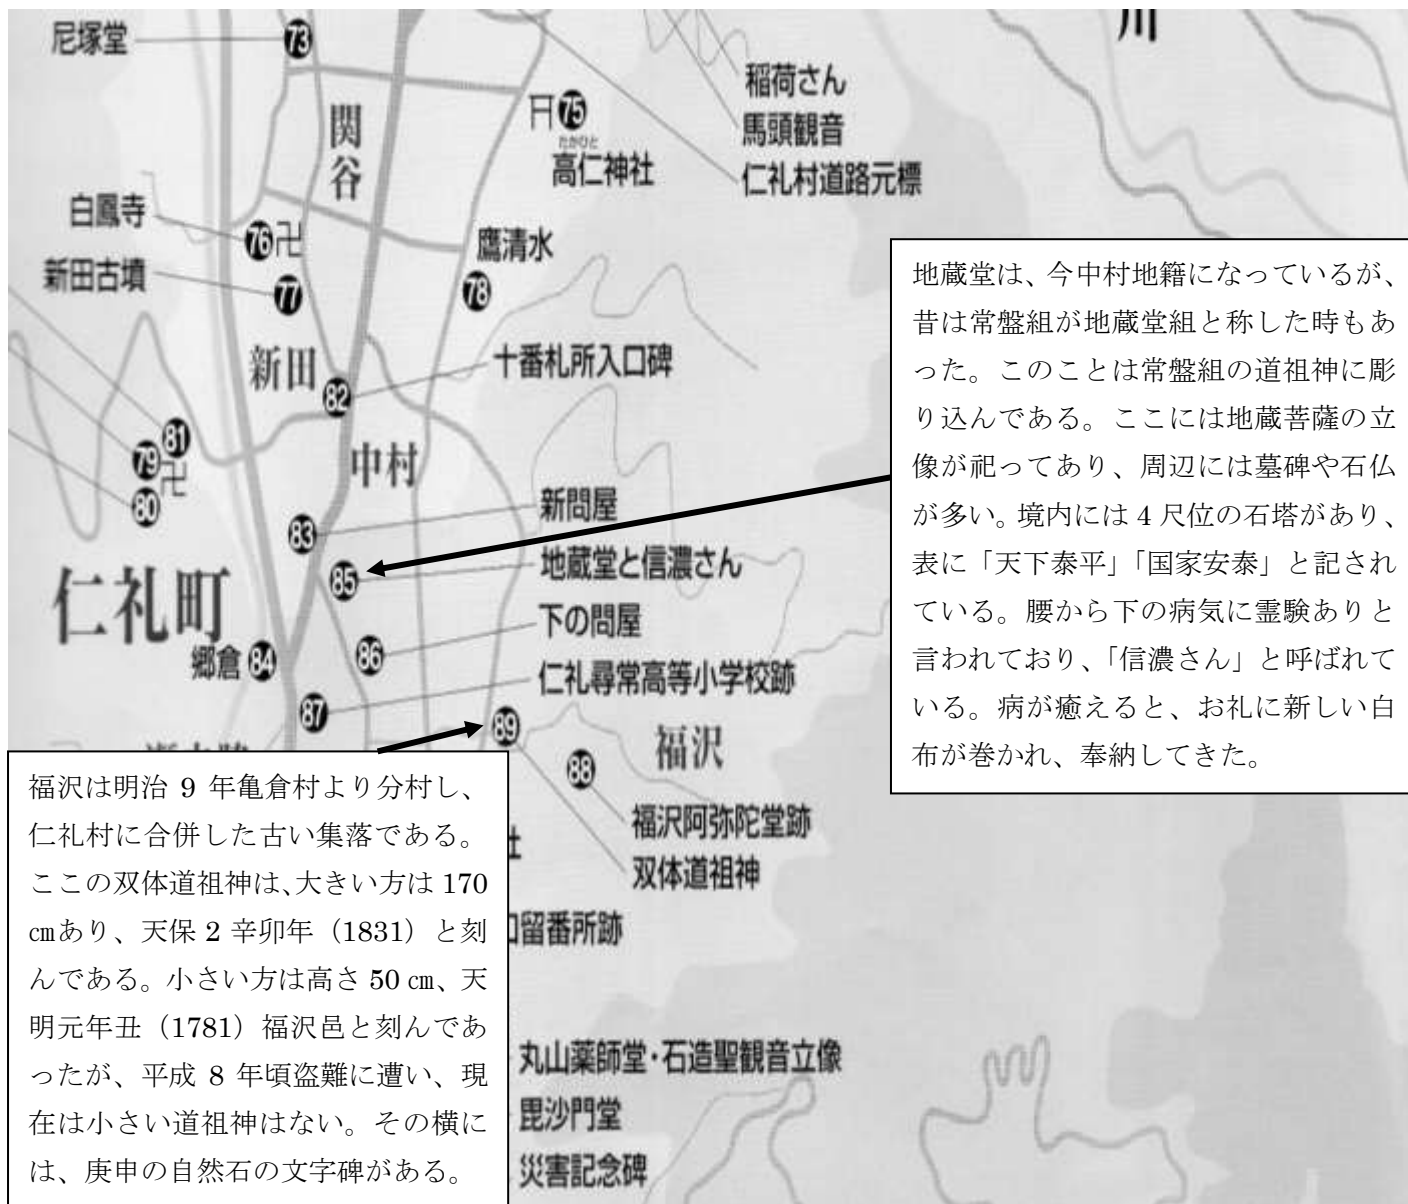 川
尼塚堂
73
稲荷さん
馬頭観音
仁礼村道路元標
関谷
75
たかひと
高仁神社
白鳳寺
76
新田古墳
77
鷹清水
78
新田
82
十番札所入口碑
81
79
80
中村
83
新問屋
85
地蔵堂と信濃さん
仁礼町
下の問屋
86
郷倉
84
仁礼尋常高等小学校跡
87
89
福沢
88
福沢阿弥陀堂跡
双体道祖神
社
口留番所跡
丸山薬師堂・石造聖観音立像
毘沙門堂
災害記念碑
地蔵堂は、今中村地籍になっているが、
昔は常盤組が地蔵堂組と称した時もあ
った。このことは常盤組の道祖神に彫
り込んである。ここには地蔵菩薩の立
像が祀ってあり、周辺には墓碑や石仏
が多い。境内には 4 尺位の石塔があり、
表に「天下泰平」「国家安泰」と記され
ている。腰から下の病気に霊験ありと
言われており、「信濃さん」と呼ばれて
いる。病が癒えると、お礼に新しい白
布が巻かれ、奉納してきた。
福沢は明治 9 年亀倉村より分村し、
仁礼村に合併した古い集落である。
ここの双体道祖神は、大きい方は 170
㎝あり、天保 2 辛卯年（1831）と刻
んである。小さい方は高さ 50 ㎝、天
明元年丑（1781）福沢邑と刻んであ
ったが、平成 8 年頃盗難に遭い、現
在は小さい道祖神はない。その横に
は、庚申の自然石の文字碑がある。